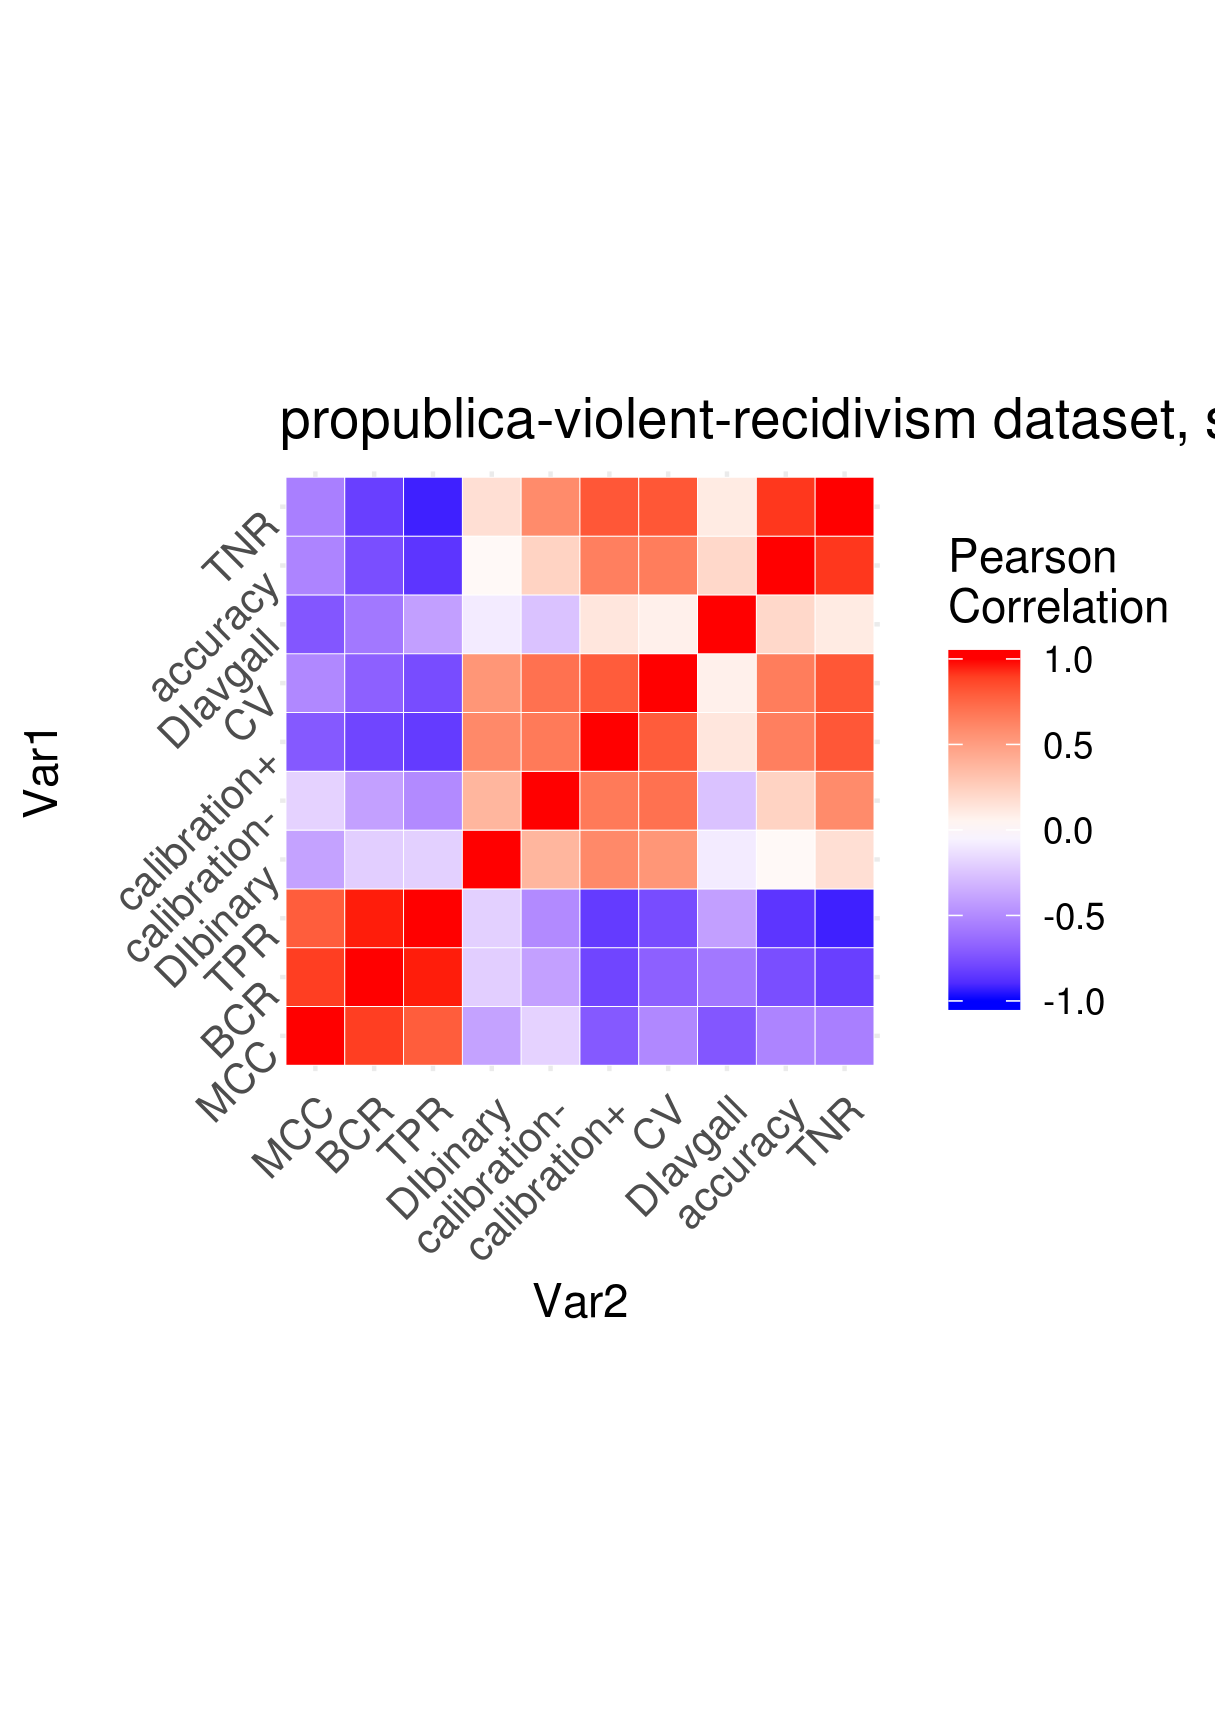 propublica-violent-recidivism dataset, s
TNR
accuracy
DIavgall
CV
calibration+
calibration-
DIbinary
TPR
BCR
MCC
Var1
MCC
BCR
TPR
DIbinary
calibration-
calibration+
CV
DIavgall
accuracy
TNR
Var2
Pearson
Correlation
1.0
0.5
0.0
-0.5
-1.0